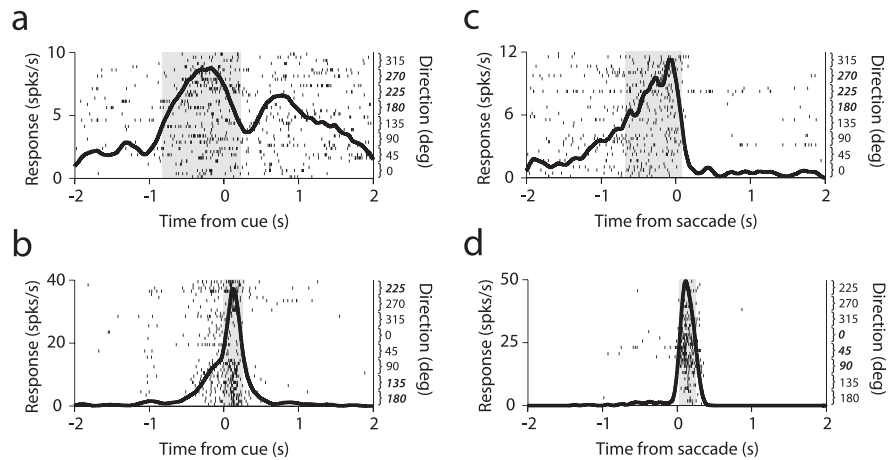 a
Response (spks/s)
10
5
0
-2 -1 0 1 2
Time from cue (s)
315
270
225
180
135
90
45
0
Direction (deg)
c
Response (spks/s)
12
6
0
-2 -1 0 1 2
Time from saccade (s)
315
270
225
180
135
90
45
0
Direction (deg)
b
Response (spks/s)
40
20
0
-2 -1 0 1 2
Time from cue (s)
225
270
315
0
45
90
135
180
Direction (deg)
d
Response (spks/s)
50
25
0
-2 -1 0 1 2
Time from saccade (s)
225
270
315
0
45
90
135
180
Direction (deg)